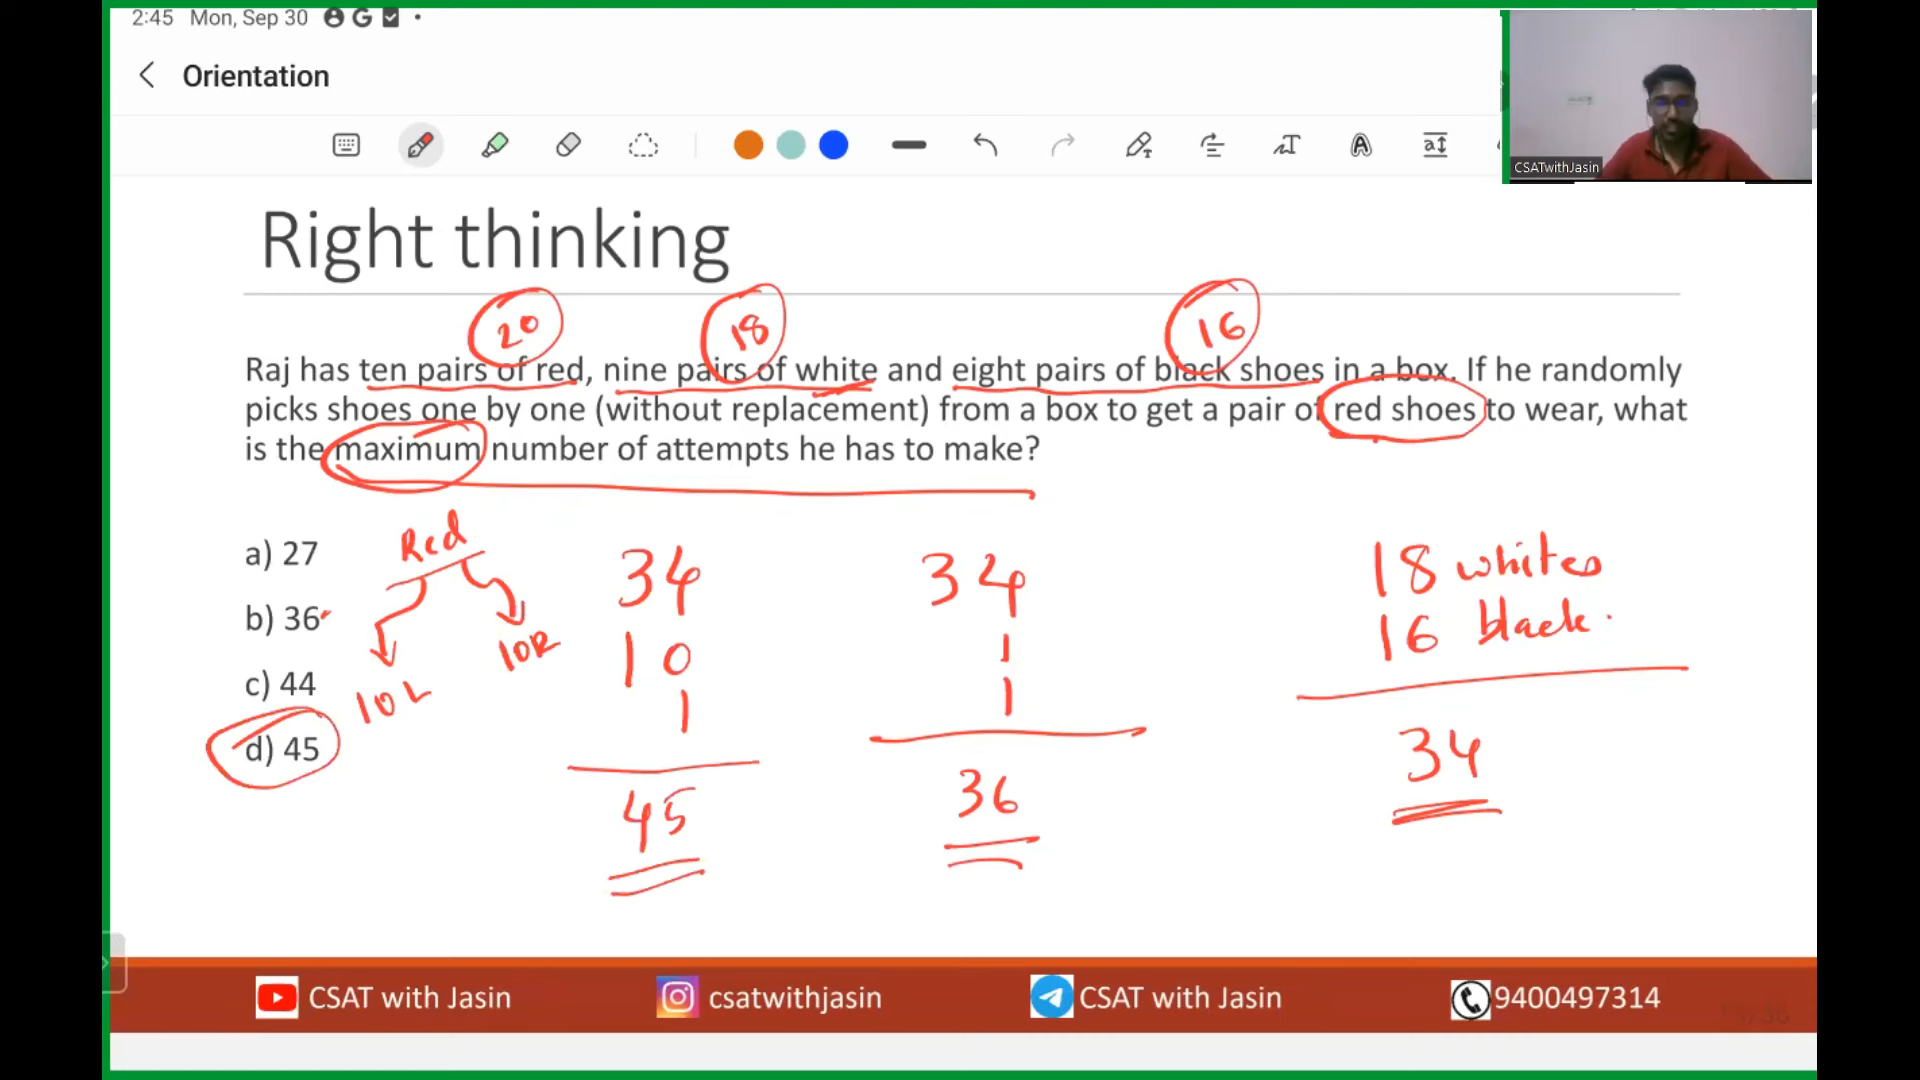 2:45 Mon, Sep 30
Orientation
CSATwithJasin
Right thinking
20 18 16
Raj has ten pairs of red, nine pairs of white and eight pairs of black shoes in a box. If he randomly
picks shoes one by one (without replacement) from a box to get a pair of red shoes to wear, what
is the maximum number of attempts he has to make?
a) 27
b) 36
c) 44
d) 45
Red
10L
10R
34
10
1
45
34
1
1
36
18 whites
16 black.
34
CSAT with Jasin csatwithjasin CSAT with Jasin 9400497314